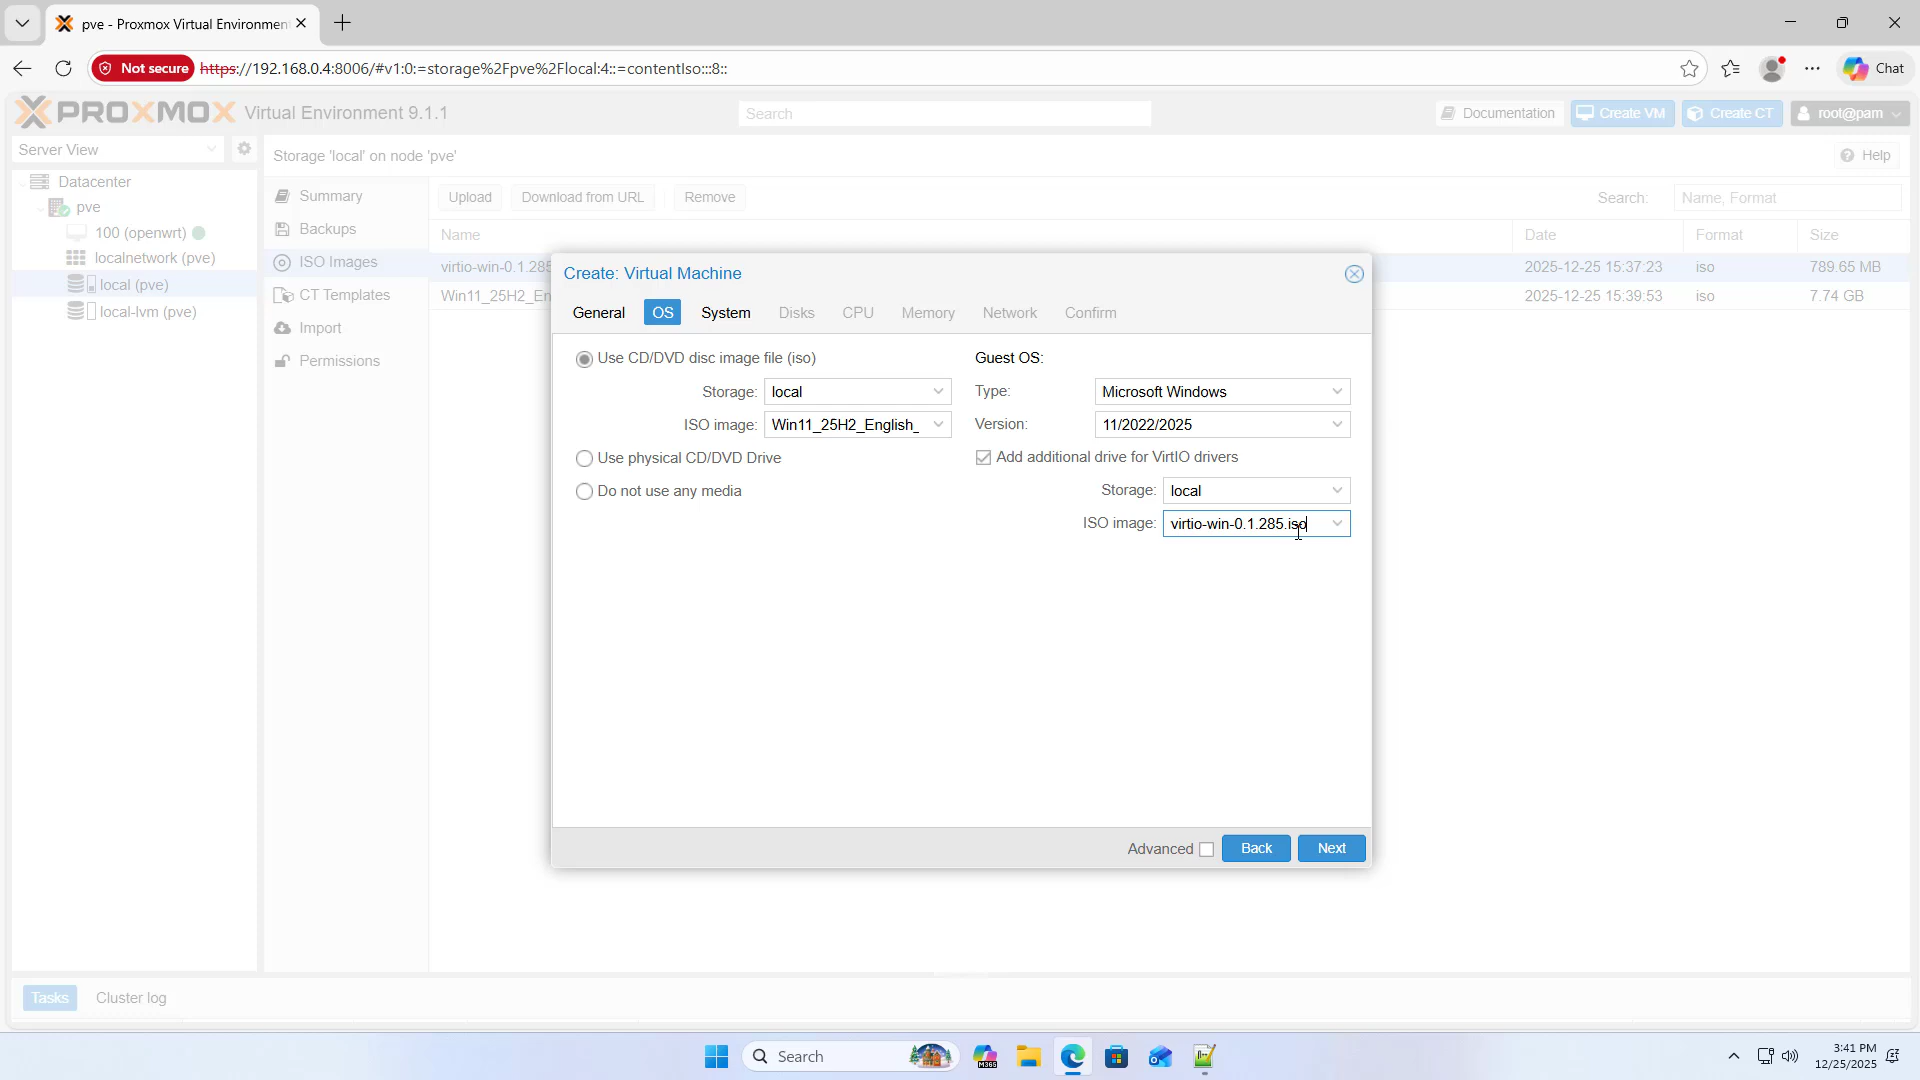 pve - Proxmox Virtual Environmen
Not secure
https://192.168.0.4:8006/#v1:0:=storage%2Fpve%2Flocal:4::=contentIso:::8::
Chat
PROXMOX Virtual Environment 9.1.1
Search
Documentation
Create VM
Create CT
root@pam
Server View
Storage 'local' on node 'pve'
Help
Datacenter
pve
100 (openwrt)
localnetwork (pve)
local (pve)
local-lvm (pve)
Summary
Backups
ISO Images
CT Templates
Import
Permissions
Upload
Download from URL
Remove
Search:
Name, Format
Name
Date
Format
Size
virtio-win-0.1.285
2025-12-25 15:37:23
iso
789.65 MB
Win11_25H2_En
2025-12-25 15:39:53
iso
7.74 GB
Create: Virtual Machine
General
OS
System
Disks
CPU
Memory
Network
Confirm
Use CD/DVD disc image file (iso)
Storage:
local
ISO image:
Win11_25H2_English_
Use physical CD/DVD Drive
Do not use any media
Guest OS:
Type:
Microsoft Windows
Version:
11/2022/2025
Add additional drive for VirtIO drivers
Storage:
local
ISO image:
virtio-win-0.1.285.iso
Advanced
Back
Next
Tasks
Cluster log
Search
M365
3:41 PM
12/25/2025